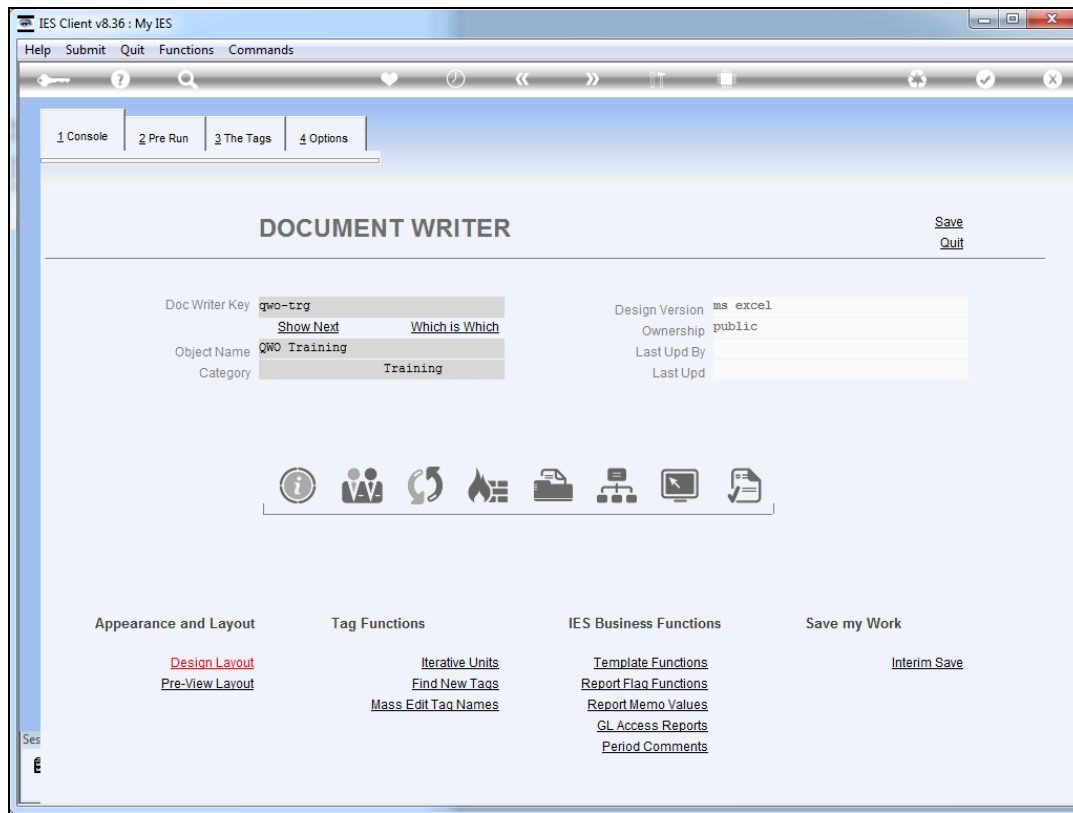 IES Client v8.36 : My IES
Help Submit Quit Functions Commands
1 Console 2 Pre Run 3 The Tags 4 Options
DOCUMENT WRITER
Save
Quit
Doc Writer Key qwo-trg
Show Next Which is Which
Object Name QWO Training
Category Training
Design Version ms excel
Ownership public
Last Upd By
Last Upd
Appearance and Layout
Design Layout
Pre-View Layout
Tag Functions
Iterative Units
Find New Tags
Mass Edit Tag Names
IES Business Functions
Template Functions
Report Flag Functions
Report Memo Values
GL Access Reports
Period Comments
Save my Work
Interim Save
Ses